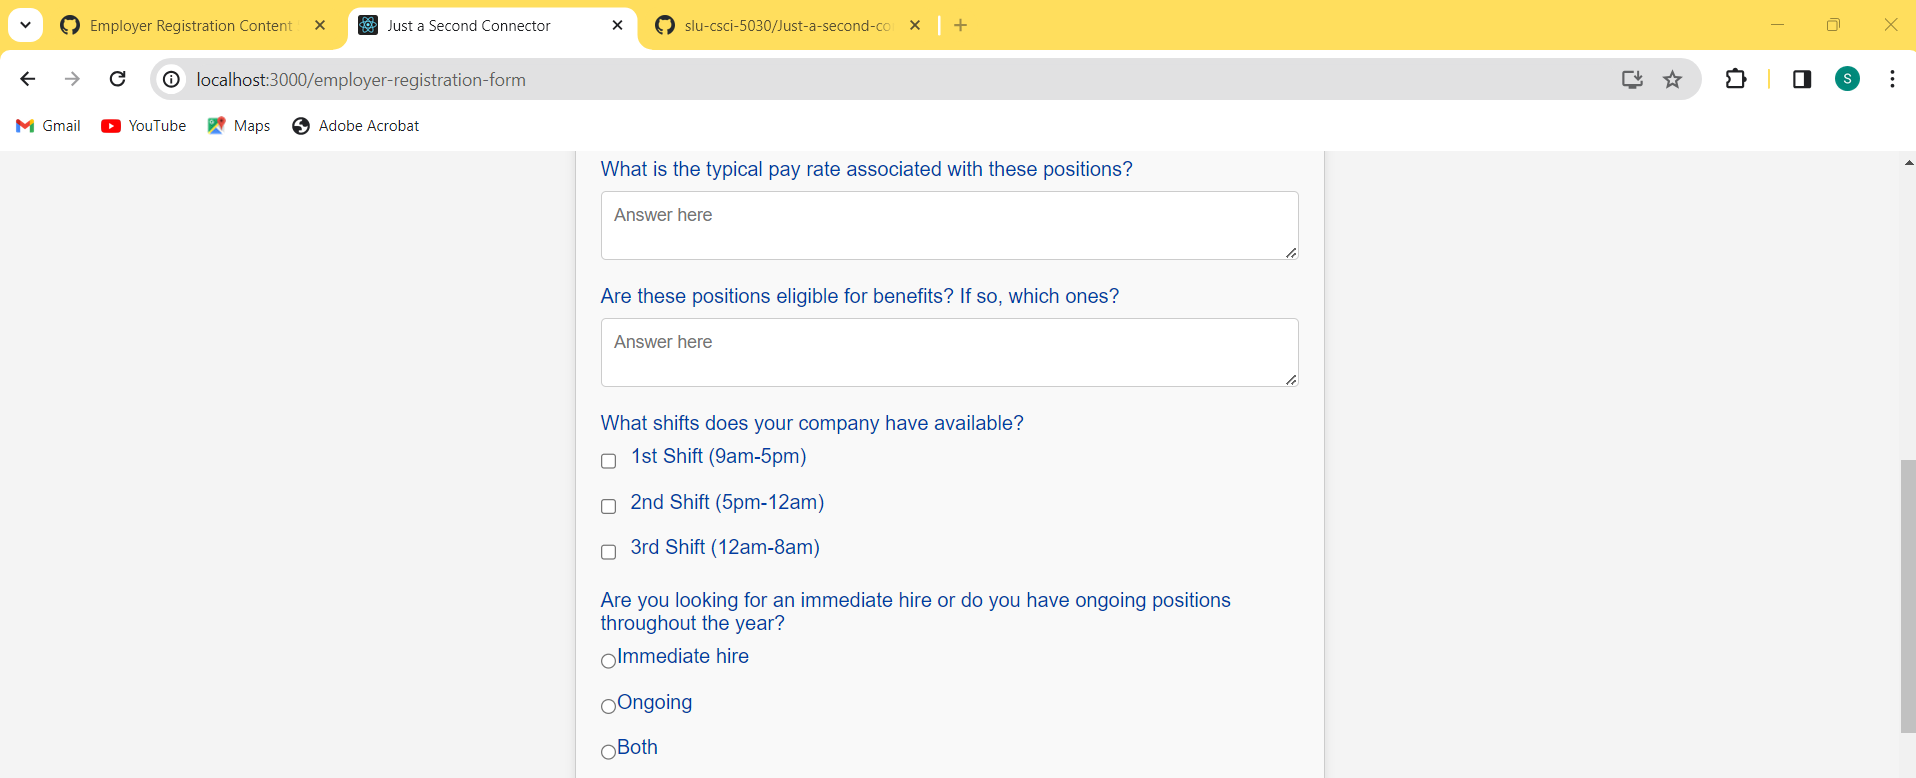 Employer Registration Content
Just a Second Connector
slu-csci-5030/Just-a-second-co
localhost:3000/employer-registration-form
S
Gmail
YouTube
Maps
Adobe Acrobat
What is the typical pay rate associated with these positions?
Answer here
Are these positions eligible for benefits? If so, which ones?
Answer here
What shifts does your company have available?
1st Shift (9am-5pm)
2nd Shift (5pm-12am)
3rd Shift (12am-8am)
Are you looking for an immediate hire or do you have ongoing positions
throughout the year?
Immediate hire
Ongoing
Both